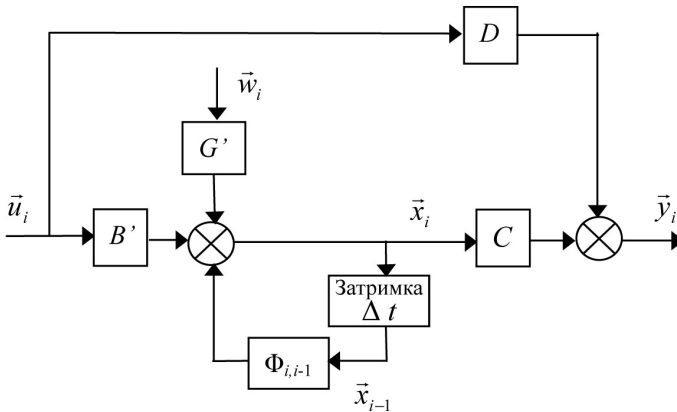 D
w⃗ᵢ
G’
u⃗ᵢ
B’
x⃗ᵢ
C
y⃗ᵢ
Затримка
Δ t
Φᵢ,ᵢ₋₁
x⃗ᵢ₋₁